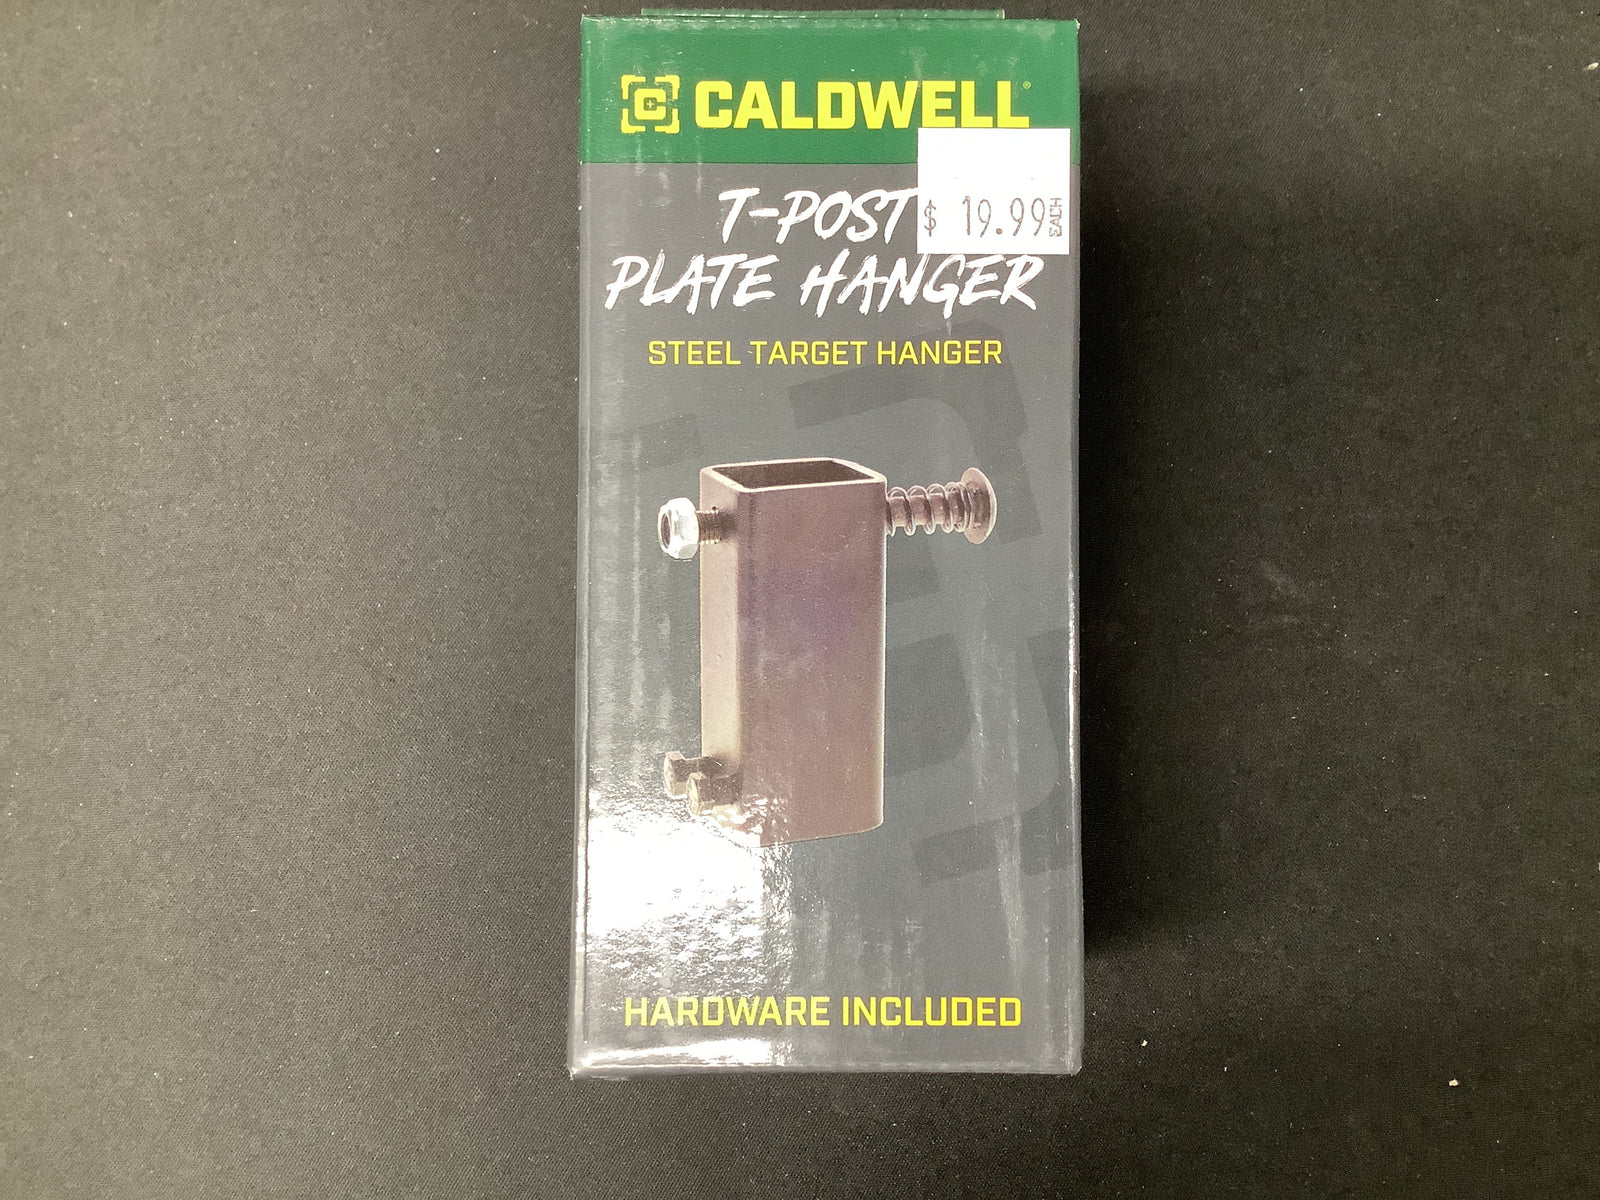 CALDWELL®
T-POST
$ 19.99 EACH
PLATE HANGER
STEEL TARGET HANGER
HARDWARE INCLUDED